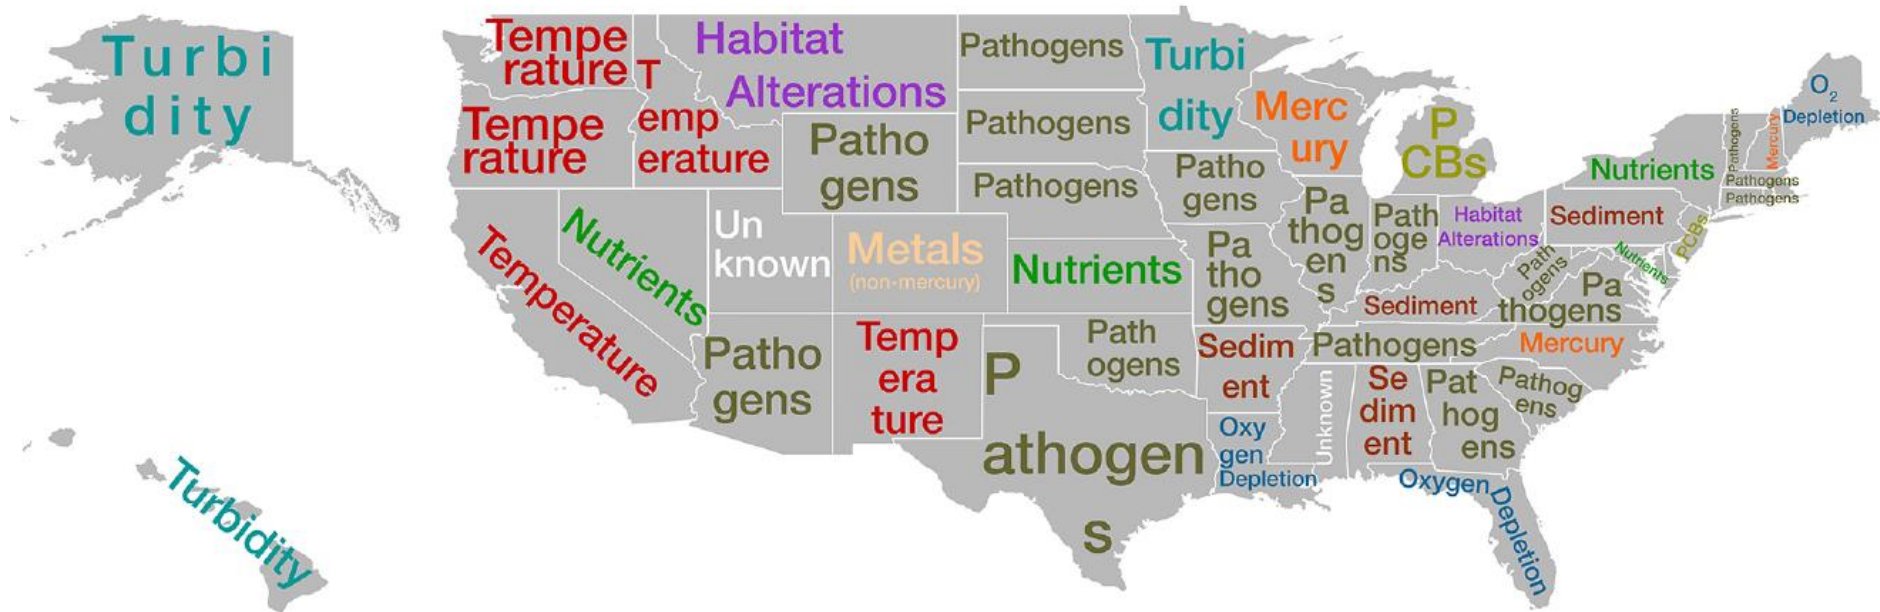 Turbi
dity
Turbidity
Tempe
rature
Tempe
rature
T
emp
erature
Habitat
Alterations
Patho
gens
Pathogens
Pathogens
Pathogens
Turbi
dity
Merc
ury
P
CBs
O2
Depletion
Pathogens
Mercury
Nutrients
Pathogens
Pathogens
Temperature
Nutrients
Un
known
Metals
(non-mercury)
Nutrients
Patho
gens
Pa
tho
gens
Pa
thog
en
s
Path
oge
ns
Habitat
Alterations
Sediment
PCBs
Nutrients
Path
ogens
Pa
thogens
Sediment
Patho
gens
Temp
era
ture
P
athogen
s
Path
ogens
Sedim
ent
Pathogens
Mercury
Oxy
gen
Depletion
Unknown
Se
dim
ent
Pat
hog
ens
Pathog
ens
Oxygen
Depletion